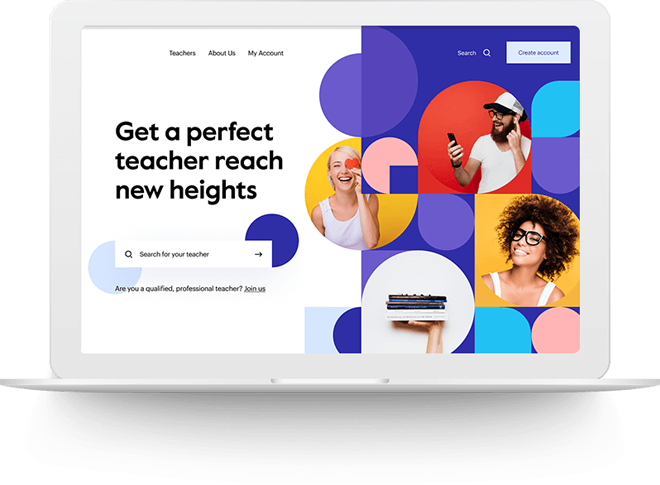 Teachers About Us My Account Search Create account
Get a perfect
teacher reach
new heights
Search for your teacher
Are you a qualified, professional teacher? Join us